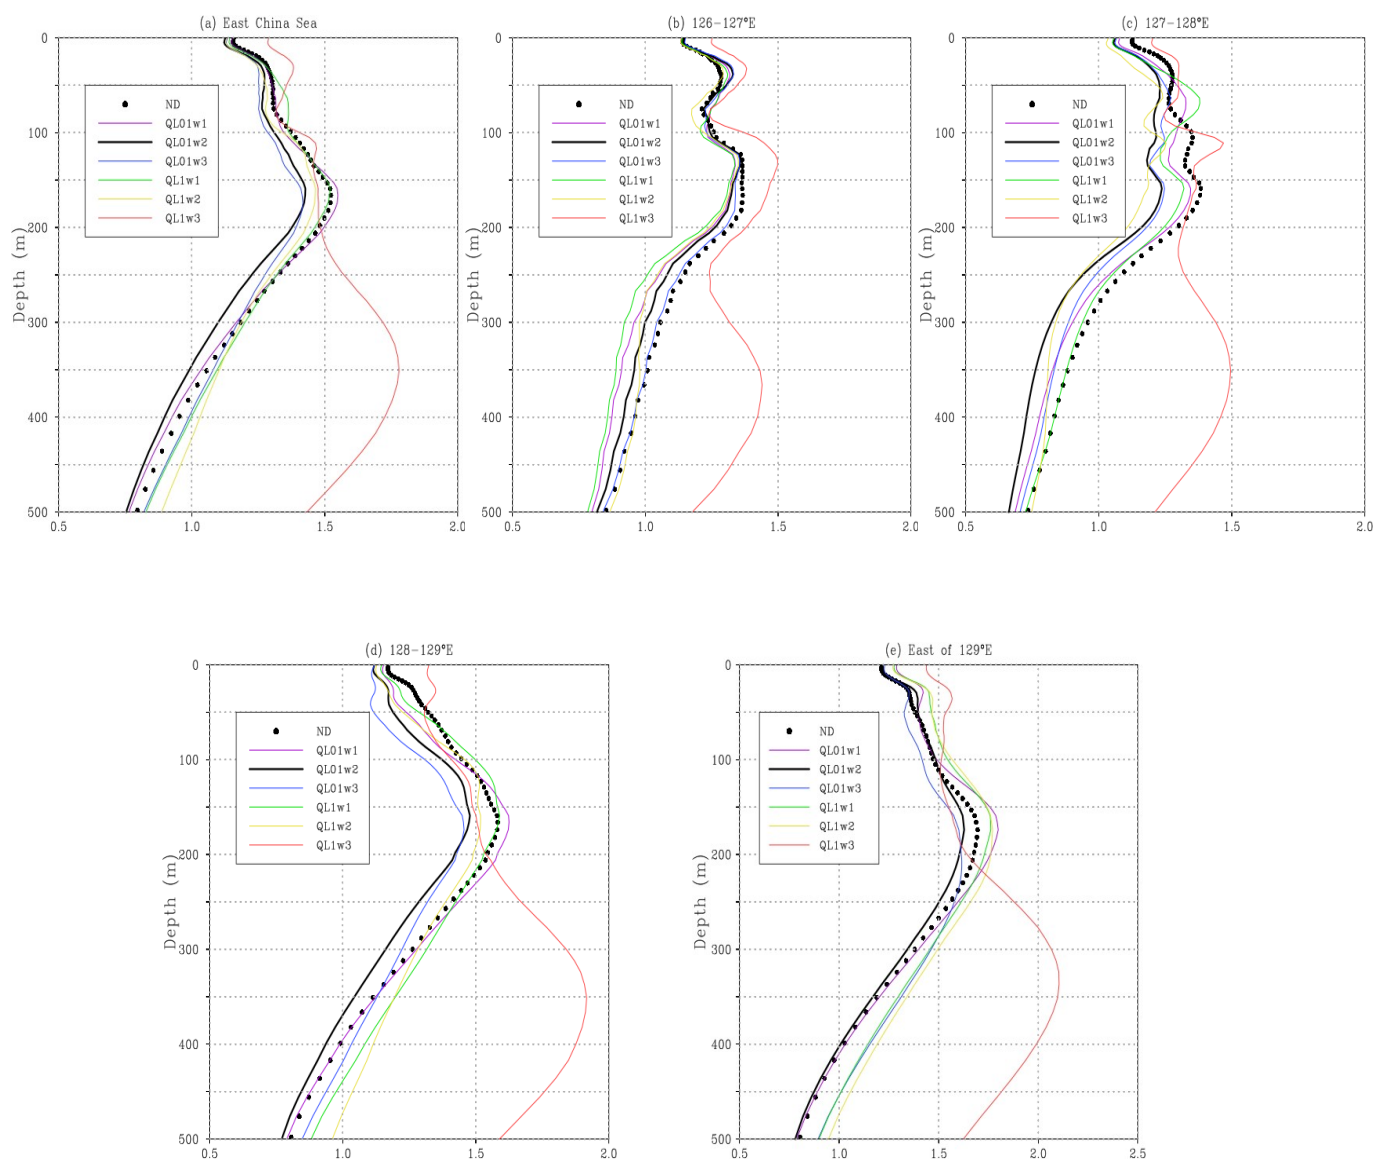 (a) East China Sea
(b) 126-127°E
(c) 127-128°E
0
100
200
300
400
500
Depth (m)
ND
QL01w1
QL01w2
QL01w3
QL1w1
QL1w2
QL1w3
0.5
1.0
1.5
2.0
0
100
200
300
400
500
Depth (m)
ND
QL01w1
QL01w2
QL01w3
QL1w1
QL1w2
QL1w3
0.5
1.0
1.5
2.0
0
100
200
300
400
500
Depth (m)
ND
QL01w1
QL01w2
QL01w3
QL1w1
QL1w2
QL1w3
0.5
1.0
1.5
2.0
(d) 128-129°E
(e) East of 129°E
0
100
200
300
400
500
Depth (m)
ND
QL01w1
QL01w2
QL01w3
QL1w1
QL1w2
QL1w3
0.5
1.0
1.5
2.0
0
100
200
300
400
500
Depth (m)
ND
QL01w1
QL01w2
QL01w3
QL1w1
QL1w2
QL1w3
0.5
1.0
1.5
2.0
2.5